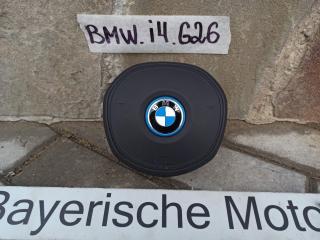 BMW. i4. G26
BMW
Bayerische Moto